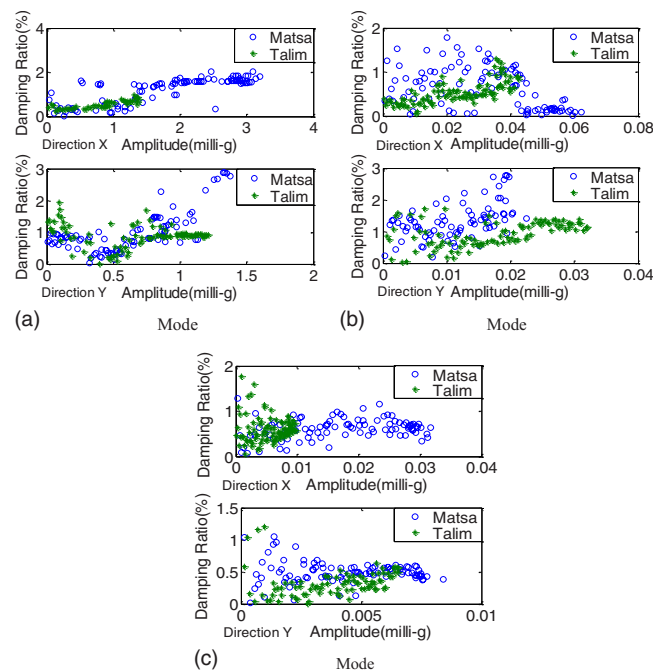 4
2
0
0 1 2 3 4
Damping Ratio(%)
Matsa
Talim
Direction X Amplitude(milli-g)
3
2
1
0
0 0.5 1 1.5 2
Damping Ratio(%)
Matsa
Talim
Direction Y Amplitude(milli-g)
(a) Mode
2
1
0
0 0.02 0.04 0.06 0.08
Damping Ratio(%)
Matsa
Talim
Direction X Amplitude(milli-g)
3
2
1
0
0 0.01 0.02 0.03 0.04
Damping Ratio(%)
Matsa
Talim
Direction Y Amplitude(milli-g)
(b) Mode
2
1
0
0 0.01 0.02 0.03 0.04
Damping Ratio(%)
Matsa
Talim
Direction X Amplitude(milli-g)
1.5
1
0.5
0
0 0.005 0.01
Damping Ratio(%)
Matsa
Talim
Direction Y Amplitude(milli-g)
(c) Mode